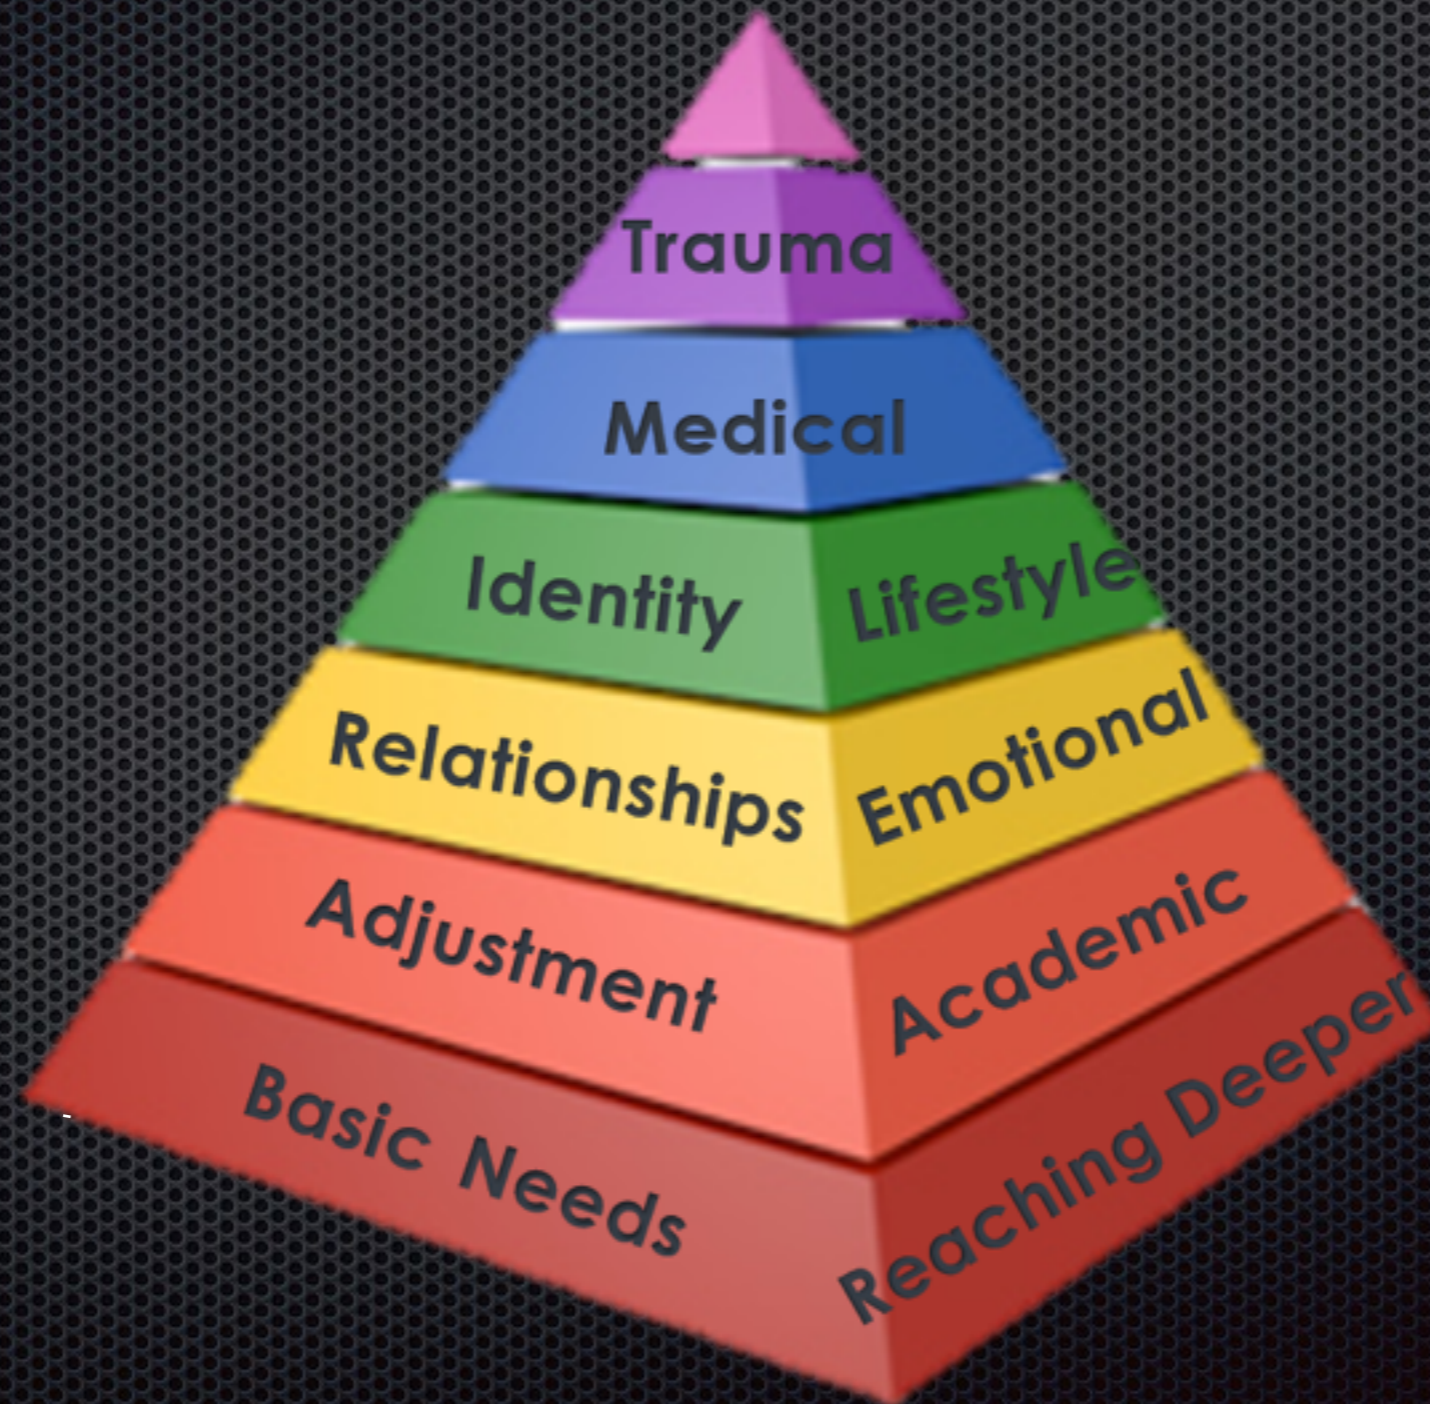 Trauma
Medical
Identity Lifestyle
Relationships Emotional
Adjustment Academic
Basic Needs Reaching Deeper